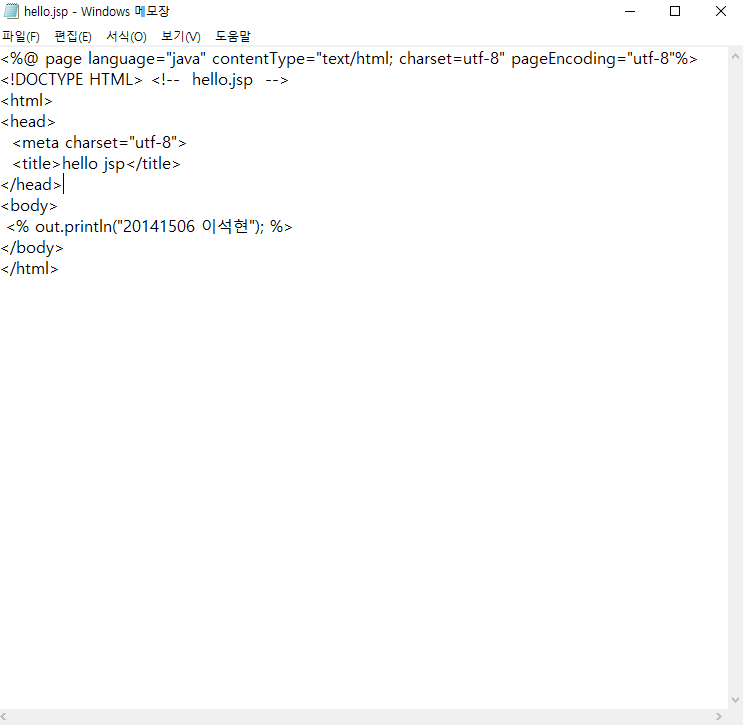 hello.jsp - Windows 메모장
파일(F) 편집(E) 서식(O) 보기(V) 도움말
<%@ page language="java" contentType="text/html; charset=utf-8" pageEncoding="utf-8"%>
<!DOCTYPE HTML> <!-- hello.jsp -->
<html>
<head>
<meta charset="utf-8">
<title>hello jsp</title>
</head>
<body>
<% out.println("20141506 이석현"); %>
</body>
</html>